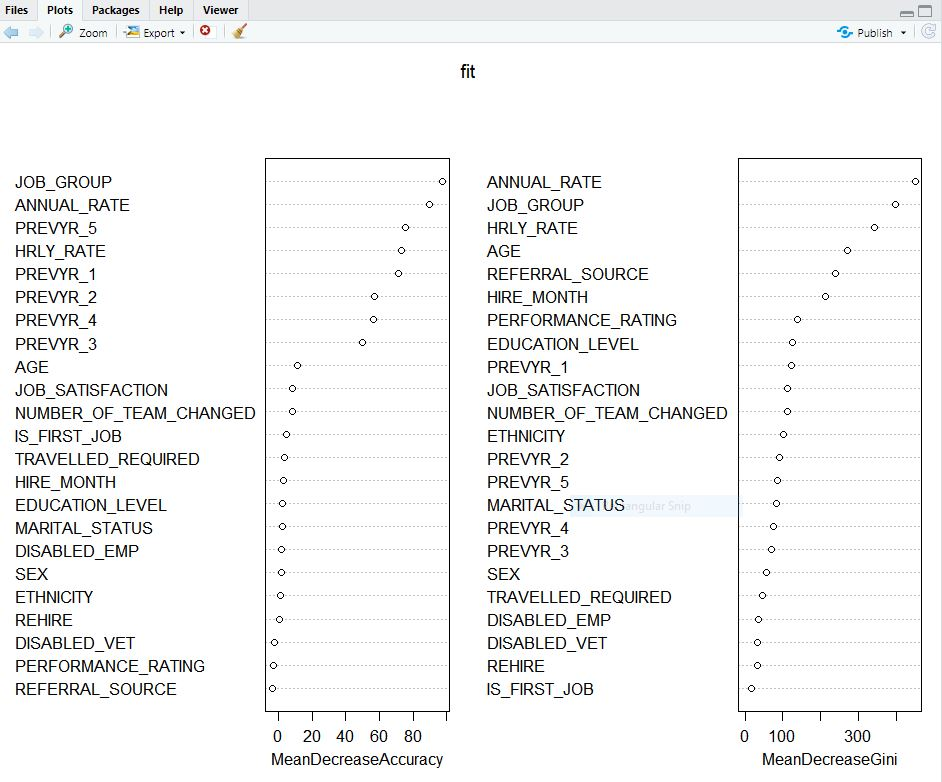 Files Plots Packages Help Viewer
Zoom Export Publish
fit
JOB_GROUP
ANNUAL_RATE
PREVYR_5
HRLY_RATE
PREVYR_1
PREVYR_2
PREVYR_4
PREVYR_3
AGE
JOB_SATISFACTION
NUMBER_OF_TEAM_CHANGED
IS_FIRST_JOB
TRAVELLED_REQUIRED
HIRE_MONTH
EDUCATION_LEVEL
MARITAL_STATUS
DISABLED_EMP
SEX
ETHNICITY
REHIRE
DISABLED_VET
PERFORMANCE_RATING
REFERRAL_SOURCE
0 20 40 60 80
MeanDecreaseAccuracy
ANNUAL_RATE
JOB_GROUP
HRLY_RATE
AGE
REFERRAL_SOURCE
HIRE_MONTH
PERFORMANCE_RATING
EDUCATION_LEVEL
PREVYR_1
JOB_SATISFACTION
NUMBER_OF_TEAM_CHANGED
ETHNICITY
PREVYR_2
PREVYR_5
MARITAL_STATUS
Snip
PREVYR_4
PREVYR_3
SEX
TRAVELLED_REQUIRED
DISABLED_EMP
DISABLED_VET
REHIRE
IS_FIRST_JOB
0 100 300
MeanDecreaseGini